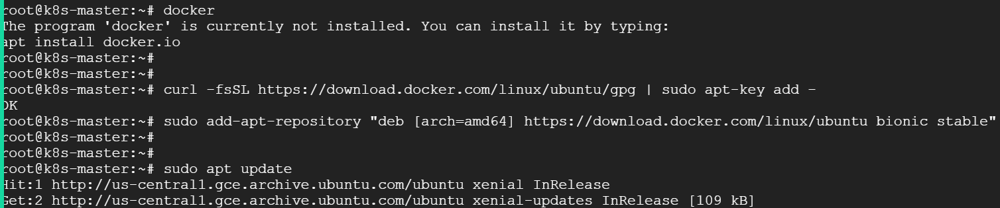 root@k8s-master:~# docker
The program 'docker' is currently not installed. You can install it by typing:
apt install docker.io
root@k8s-master:~#
root@k8s-master:~#
root@k8s-master:~# curl -fsSL https://download.docker.com/linux/ubuntu/gpg | sudo apt-key add -
OK
root@k8s-master:~# sudo add-apt-repository "deb [arch=amd64] https://download.docker.com/linux/ubuntu bionic stable"
root@k8s-master:~#
root@k8s-master:~#
root@k8s-master:~# sudo apt update
Hit:1 http://us-central1.gce.archive.ubuntu.com/ubuntu xenial InRelease
Get:2 http://us-central1.gce.archive.ubuntu.com/ubuntu xenial-updates InRelease [109 kB]